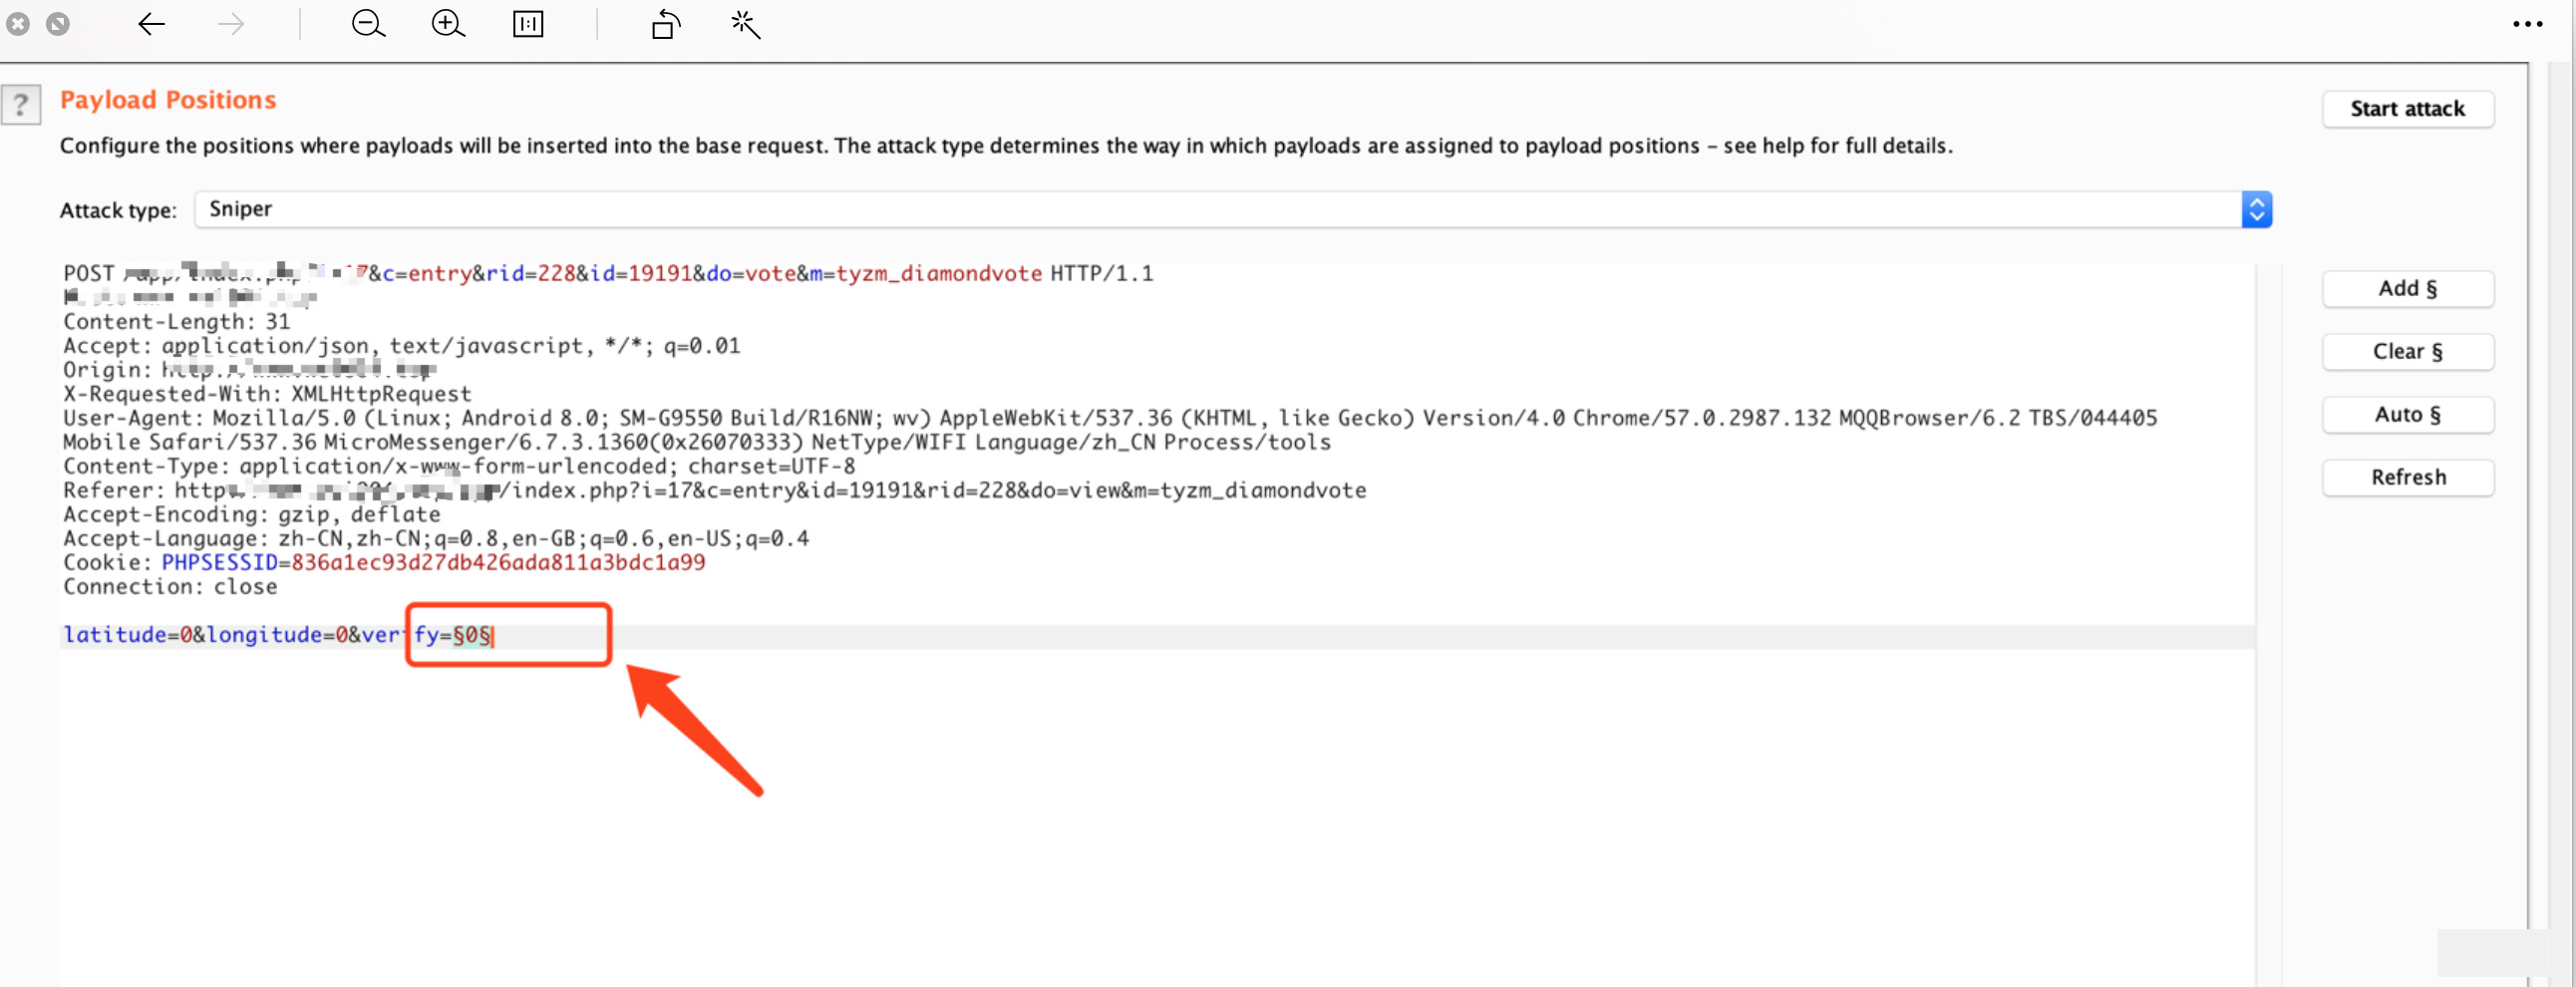 ?
Payload Positions
Start attack
Configure the positions where payloads will be inserted into the base request. The attack type determines the way in which payloads are assigned to payload positions – see help for full details.
Attack type: Sniper
POST 17&c=entry&rid=228&id=19191&do=vote&m=tyzm_diamondvote HTTP/1.1
Content-Length: 31
Accept: application/json, text/javascript, */*; q=0.01
Origin:
X-Requested-With: XMLHttpRequest
User-Agent: Mozilla/5.0 (Linux; Android 8.0; SM-G9550 Build/R16NW; wv) AppleWebKit/537.36 (KHTML, like Gecko) Version/4.0 Chrome/57.0.2987.132 MQQBrowser/6.2 TBS/044405
Mobile Safari/537.36 MicroMessenger/6.7.3.1360(0x26070333) NetType/WIFI Language/zh_CN Process/tools
Content-Type: application/x-www-form-urlencoded; charset=UTF-8
Referer: http /index.php?i=17&c=entry&id=19191&rid=228&do=view&m=tyzm_diamondvote
Accept-Encoding: gzip, deflate
Accept-Language: zh-CN,zh-CN;q=0.8,en-GB;q=0.6,en-US;q=0.4
Cookie: PHPSESSID=836a1ec93d27db426ada811a3bdc1a99
Connection: close
latitude=0&longitude=0&verify=§0§
Add §
Clear §
Auto §
Refresh